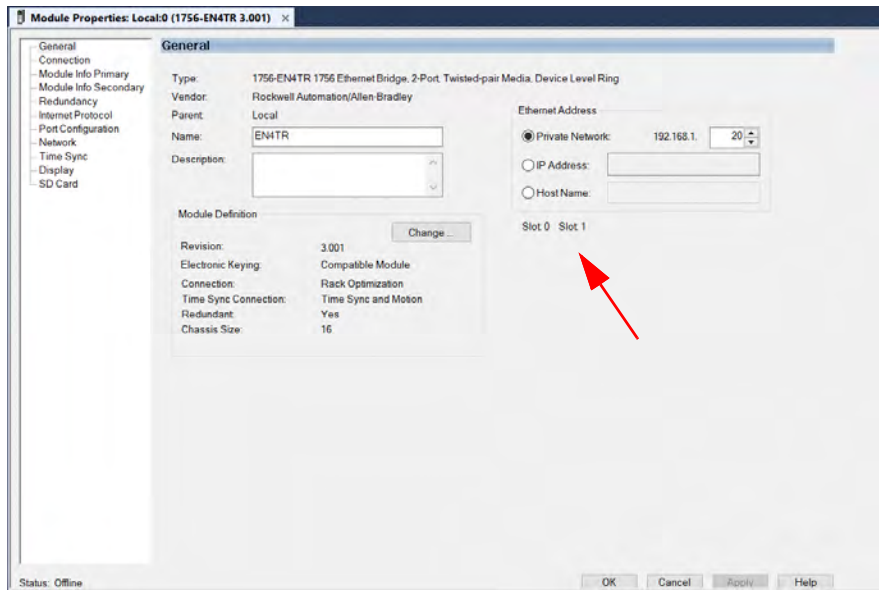 Module Properties: Local:0 (1756-EN4TR 3.001) ×
General
Connection
Module Info Primary
Module Info Secondary
Redundancy
Internet Protocol
Port Configuration
Network
Time Sync
Display
SD Card
General
Type: 1756-EN4TR 1756 Ethernet Bridge, 2-Port, Twisted-pair Media, Device Level Ring
Vendor: Rockwell Automation/Allen-Bradley
Parent: Local
Name: EN4TR
Description:
Ethernet Address
Private Network: 192.168.1. 20
IP Address:
Host Name:
Slot 0 Slot 1
Module Definition
Change...
Revision: 3.001
Electronic Keying: Compatible Module
Connection: Rack Optimization
Time Sync Connection: Time Sync and Motion
Redundant: Yes
Chassis Size: 16
Status: Offline
OK Cancel Apply Help